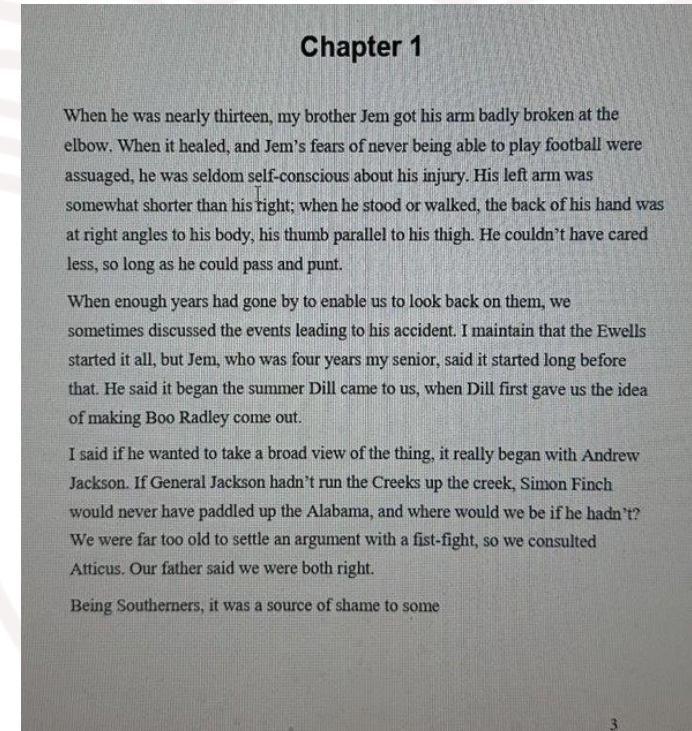 Chapter 1
When he was nearly thirteen, my brother Jem got his arm badly broken at the
elbow. When it healed, and Jem's fears of never being able to play football were
assuaged, he was seldom self-conscious about his injury. His left arm was
somewhat shorter than his right; when he stood or walked, the back of his hand was
at right angles to his body, his thumb parallel to his thigh. He couldn't have cared
less, so long as he could pass and punt.
When enough years had gone by to enable us to look back on them, we
sometimes discussed the events leading to his accident. I maintain that the Ewells
started it all, but Jem, who was four years my senior, said it started long before
that. He said it began the summer Dill came to us, when Dill first gave us the idea
of making Boo Radley come out.
I said if he wanted to take a broad view of the thing, it really began with Andrew
Jackson. If General Jackson hadn't run the Creeks up the creek, Simon Finch
would never have paddled up the Alabama, and where would we be if he hadn't?
We were far too old to settle an argument with a fist-fight, so we consulted
Atticus. Our father said we were both right.
Being Southerners, it was a source of shame to some
3